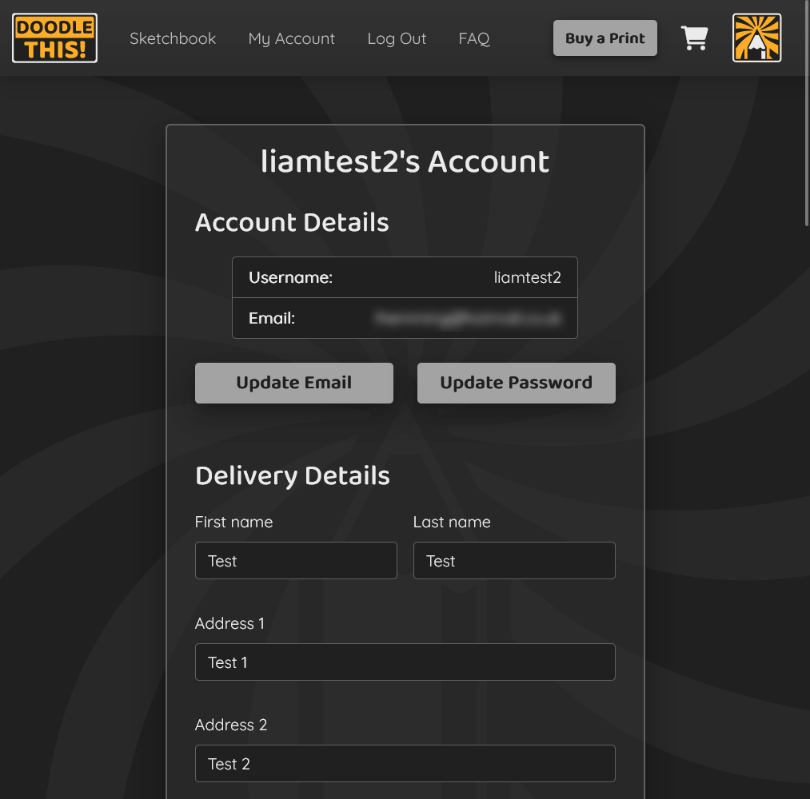 DOODLE
THIS!
Sketchbook
My Account
Log Out
FAQ
Buy a Print
liamtest2's Account
Account Details
Username: liamtest2
Email:
Update Email
Update Password
Delivery Details
First name
Last name
Test
Test
Address 1
Test 1
Address 2
Test 2